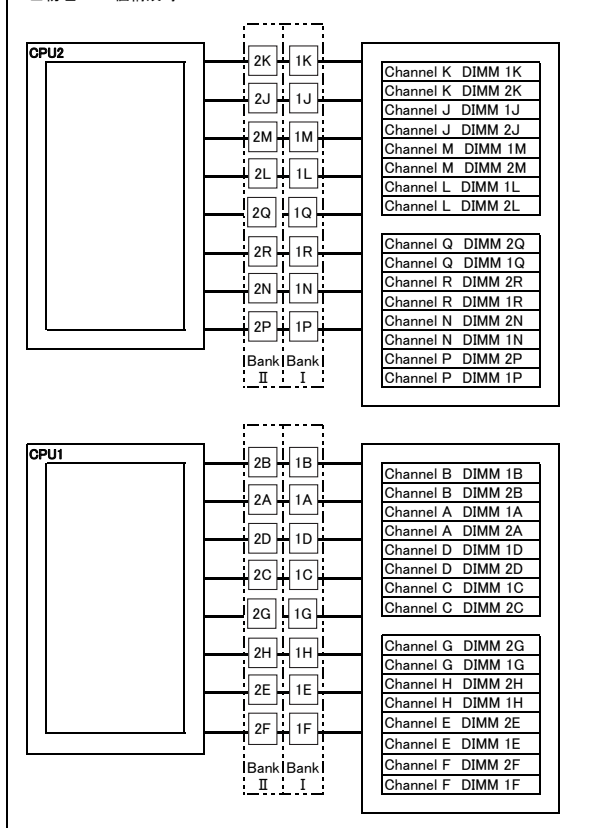 CPU2
2K 1K
2J 1J
2M 1M
2L 1L
2Q 1Q
2R 1R
2N 1N
2P 1P
Bank Bank
Ⅱ Ⅰ
Channel K DIMM 1K
Channel K DIMM 2K
Channel J DIMM 1J
Channel J DIMM 2J
Channel M DIMM 1M
Channel M DIMM 2M
Channel L DIMM 1L
Channel L DIMM 2L
Channel Q DIMM 2Q
Channel Q DIMM 1Q
Channel R DIMM 2R
Channel R DIMM 1R
Channel N DIMM 2N
Channel N DIMM 1N
Channel P DIMM 2P
Channel P DIMM 1P
CPU1
2B 1B
2A 1A
2D 1D
2C 1C
2G 1G
2H 1H
2E 1E
2F 1F
Bank Bank
Ⅱ Ⅰ
Channel B DIMM 1B
Channel B DIMM 2B
Channel A DIMM 1A
Channel A DIMM 2A
Channel D DIMM 1D
Channel D DIMM 2D
Channel C DIMM 1C
Channel C DIMM 2C
Channel G DIMM 2G
Channel G DIMM 1G
Channel H DIMM 2H
Channel H DIMM 1H
Channel E DIMM 2E
Channel E DIMM 1E
Channel F DIMM 2F
Channel F DIMM 1F